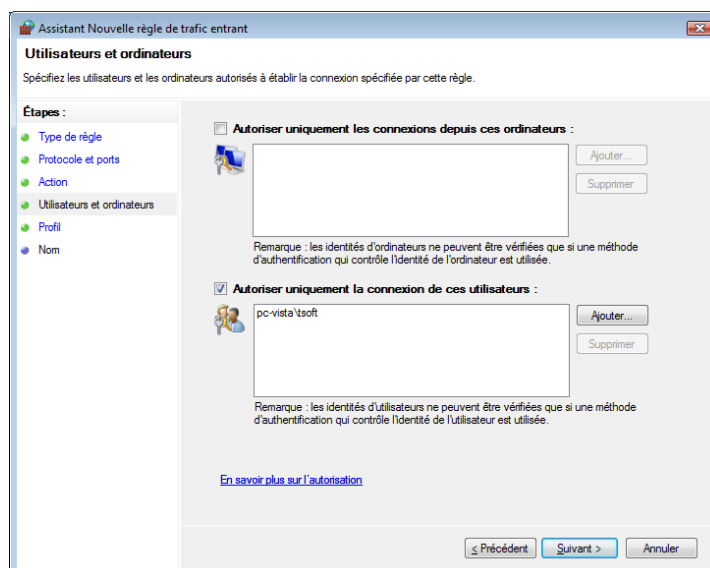 Assistant Nouvelle règle de trafic entrant
Utilisateurs et ordinateurs
Spécifiez les utilisateurs et les ordinateurs autorisés à établir la connexion spécifiée par cette règle.
Étapes :
Type de règle
Protocole et ports
Action
Utilisateurs et ordinateurs
Profil
Nom
Autoriser uniquement les connexions depuis ces ordinateurs :
Ajouter...
Supprimer
Remarque : les identités d'ordinateurs ne peuvent être vérifiées que si une méthode
d'authentification qui contrôle l'identité de l'ordinateur est utilisée.
Autoriser uniquement la connexion de ces utilisateurs :
pc-vista\tsoft
Ajouter...
Supprimer
Remarque : les identités d'utilisateurs ne peuvent être vérifiées que si une méthode
d'authentification qui contrôle l'identité de l'utilisateur est utilisée.
En savoir plus sur l'autorisation
< Précédent
Suivant >
Annuler